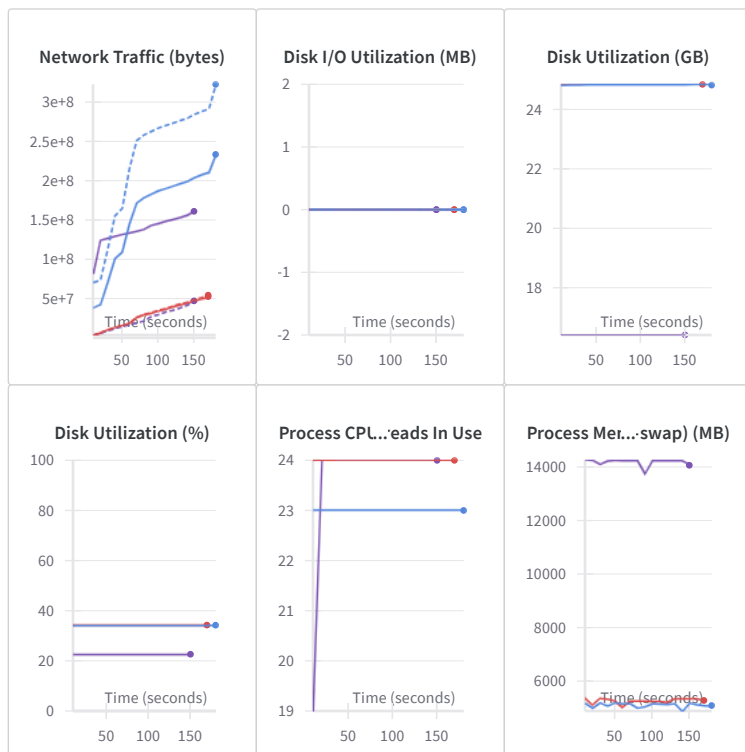 Network Traffic (bytes)
3e+8
2.5e+8
2e+8
1.5e+8
1e+8
5e+7
Time (seconds)
50 100 150
Disk I/O Utilization (MB)
2
1
0
-1
-2
Time (seconds)
50 100 150
Disk Utilization (GB)
24
22
20
18
Time (seconds)
50 100 150
Disk Utilization (%)
100
80
60
40
20
0
Time (seconds)
50 100 150
Process CPU...reads In Use
24
23
22
21
20
19
Time (seconds)
50 100 150
Process Mem...-swap) (MB)
14000
12000
10000
8000
6000
Time (seconds)
50 100 150